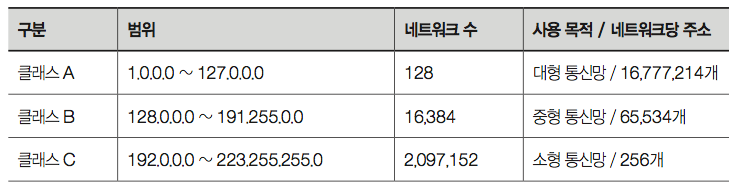 구분 범위 네트워크 수 사용 목적 / 네트워크당 주소
클래스 A 1.0.0.0 ~ 127.0.0.0 128 대형 통신망 / 16,777,214개
클래스 B 128.0.0.0 ~ 191.255.0.0 16,384 중형 통신망 / 65,534개
클래스 C 192.0.0.0 ~ 223.255.255.0 2,097,152 소형 통신망 / 256개